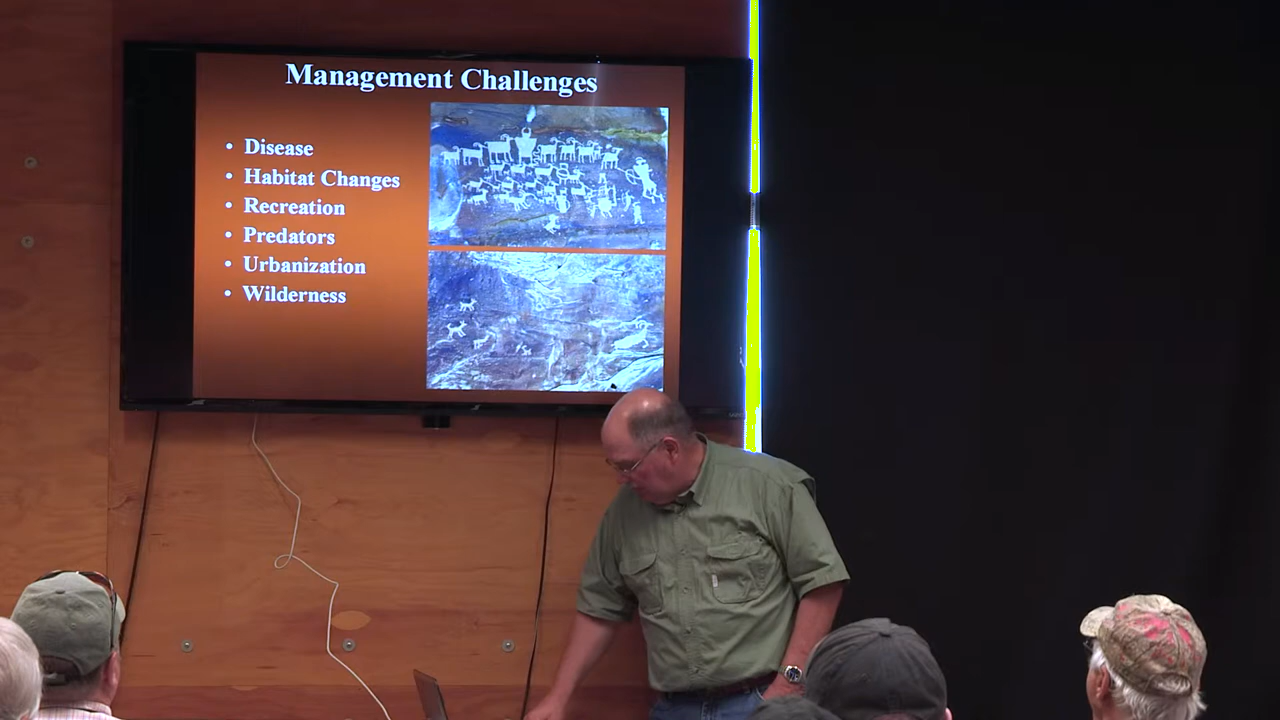 Management Challenges
• Disease
• Habitat Changes
• Recreation
• Predators
• Urbanization
• Wilderness